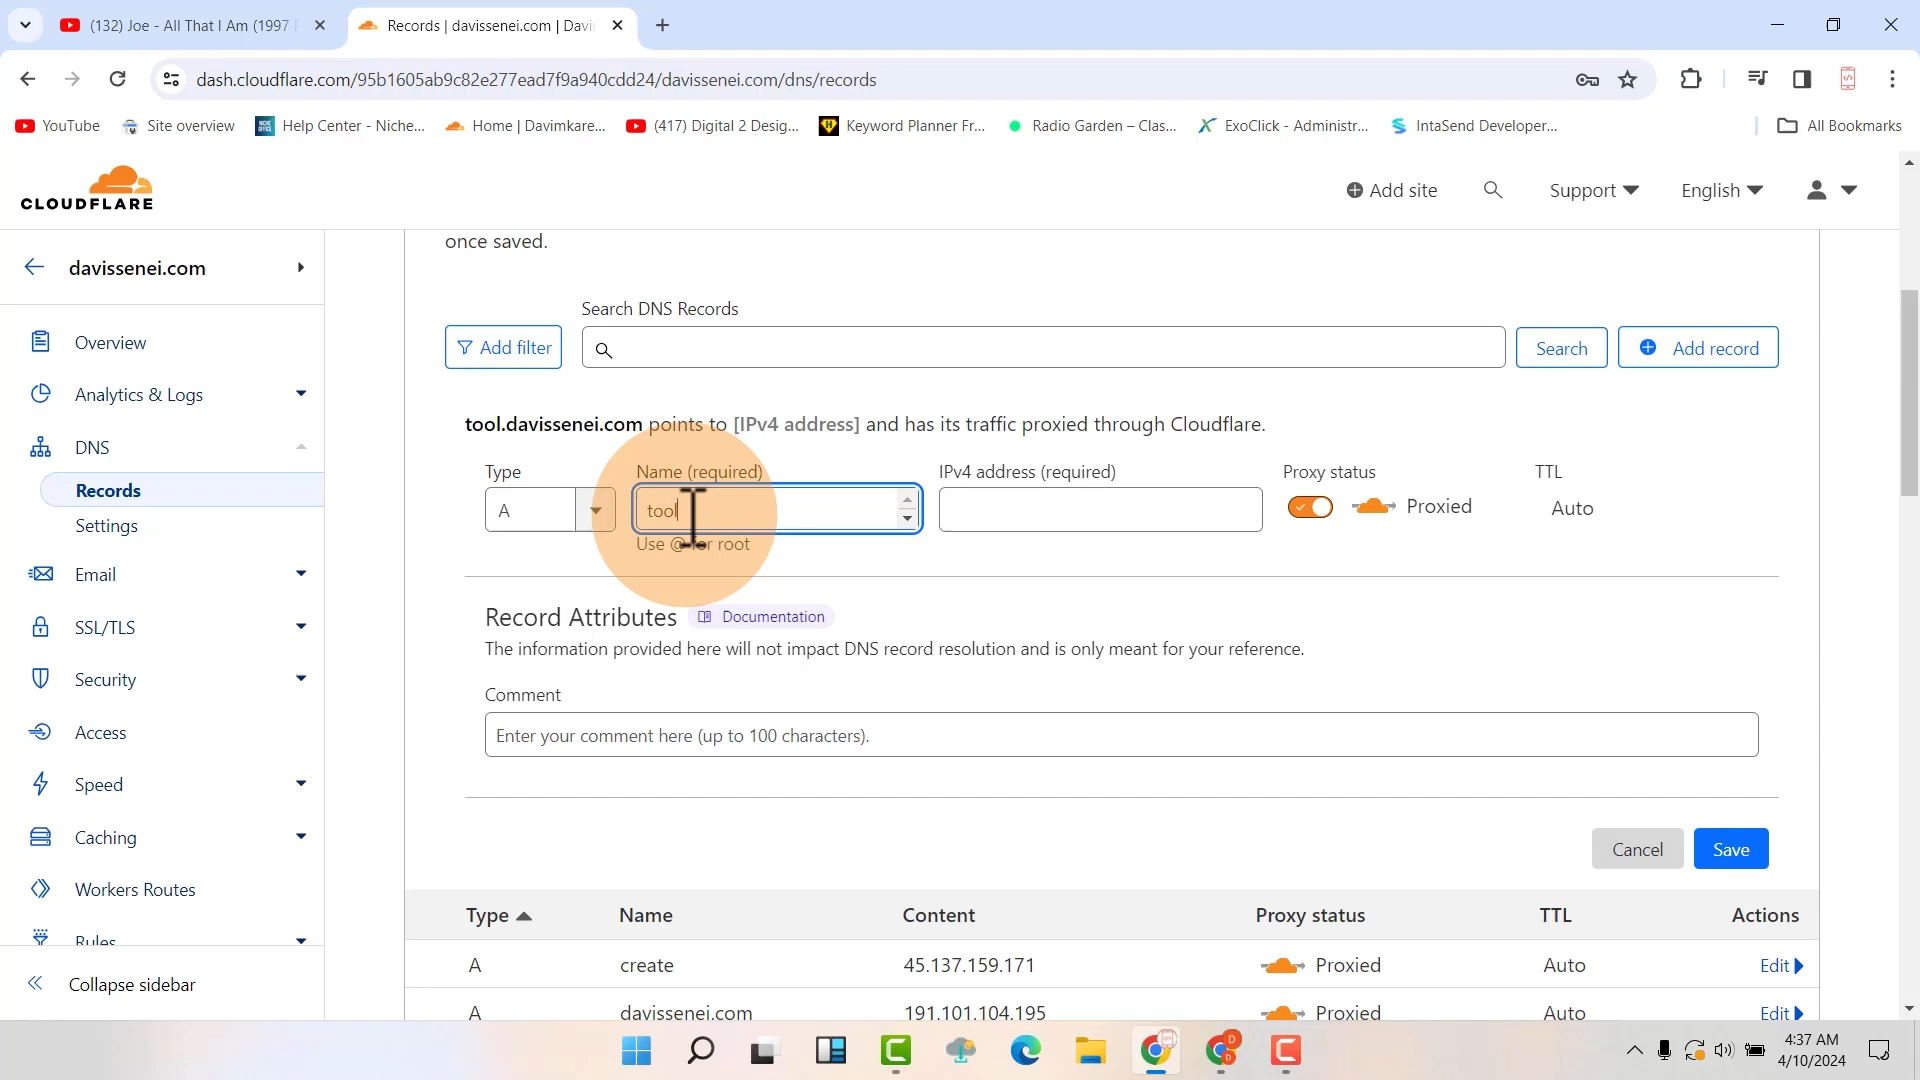 (132) Joe - All That I Am (1997
Records | davissenei.com | Davi
dash.cloudflare.com/95b1605ab9c82e277ead7f9a940cdd24/davissenei.com/dns/records
YouTube
Site overview
Help Center - Niche...
Home | Davimkare...
(417) Digital 2 Desig...
Keyword Planner Fr...
Radio Garden – Clas...
ExoClick - Administr...
IntaSend Developer...
All Bookmarks
CLOUDFLARE
Add site
Support
English
davissenei.com
Overview
Analytics & Logs
DNS
Records
Settings
Email
SSL/TLS
Security
Access
Speed
Caching
Workers Routes
Rules
Collapse sidebar
once saved.
Search DNS Records
Add filter
Search
Add record
tool.davissenei.com points to [IPv4 address] and has its traffic proxied through Cloudflare.
Type
Name (required)
IPv4 address (required)
Proxy status
TTL
A
tool
Proxied
Auto
Use @ for root
Record Attributes
Documentation
The information provided here will not impact DNS record resolution and is only meant for your reference.
Comment
Enter your comment here (up to 100 characters).
Cancel
Save
Type Name Content Proxy status TTL Actions
A create 45.137.159.171 Proxied Auto Edit
A davissenei.com 191.101.104.195 Proxied Auto Edit
4:37 AM
4/10/2024